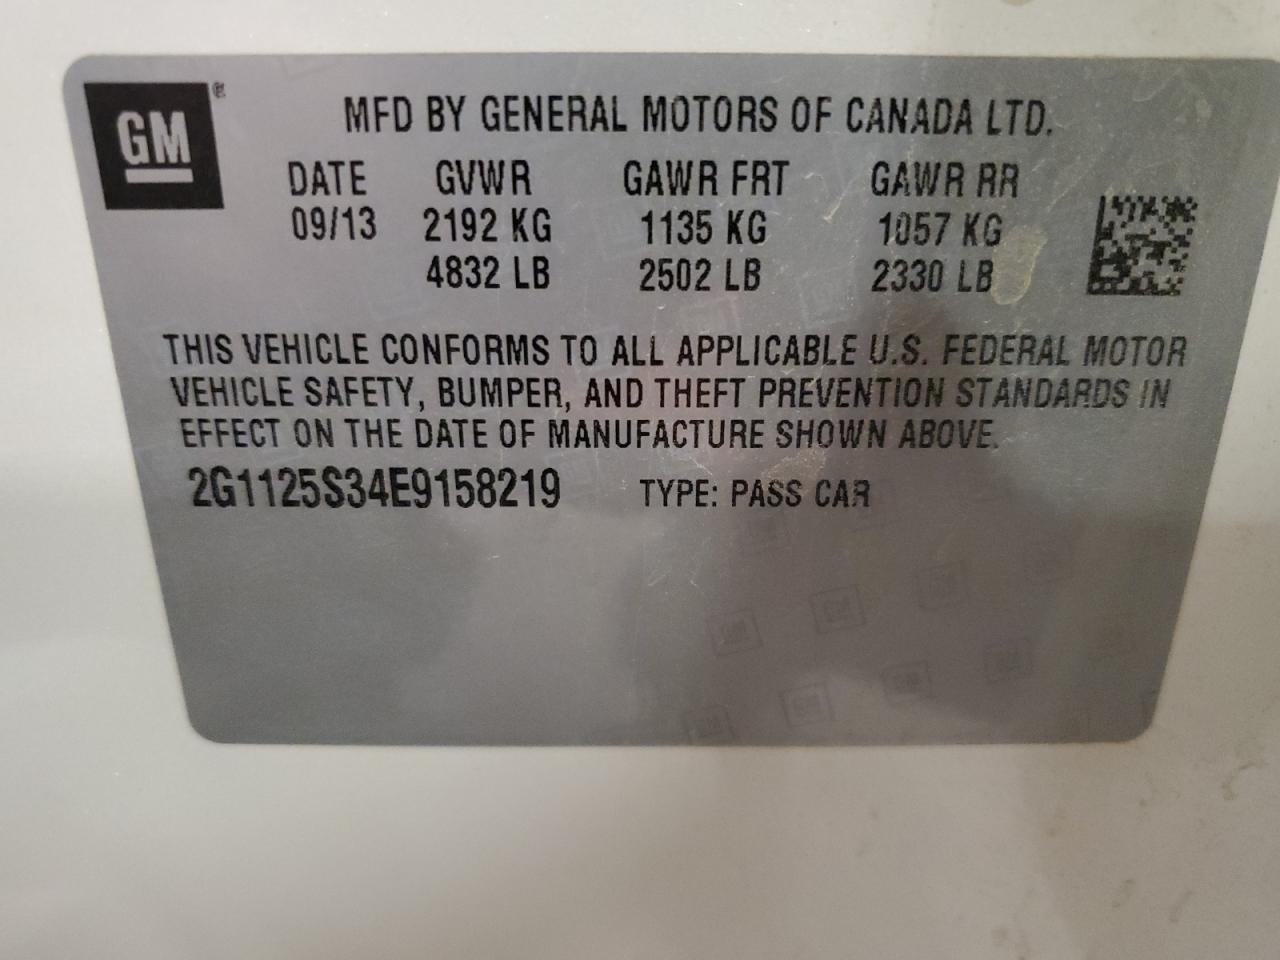 GM®
MFD BY GENERAL MOTORS OF CANADA LTD.
DATE GVWR GAWR FRT GAWR RR
09/13 2192 KG 1135 KG 1057 KG
4832 LB 2502 LB 2330 LB
THIS VEHICLE CONFORMS TO ALL APPLICABLE U.S. FEDERAL MOTOR
VEHICLE SAFETY, BUMPER, AND THEFT PREVENTION STANDARDS IN
EFFECT ON THE DATE OF MANUFACTURE SHOWN ABOVE.
2G1125S34E9158219 TYPE: PASS CAR